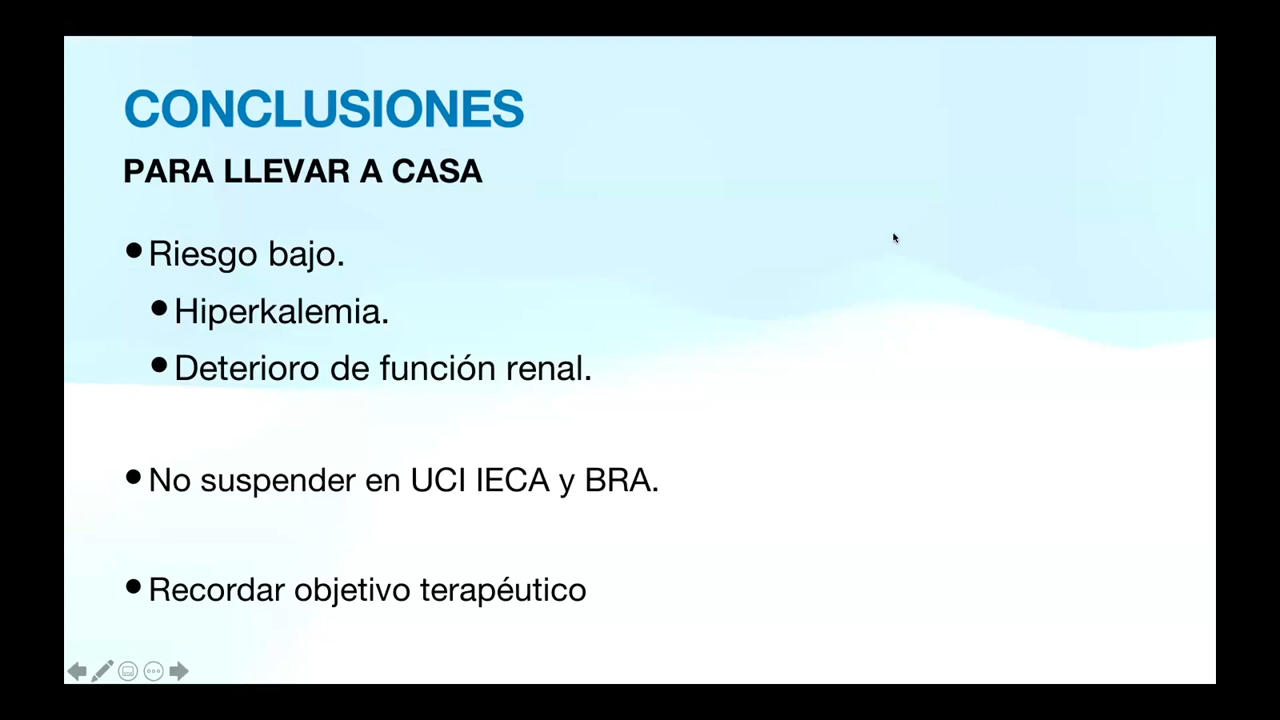 CONCLUSIONES
PARA LLEVAR A CASA
• Riesgo bajo.
• Hiperkalemia.
• Deterioro de función renal.
• No suspender en UCI IECA y BRA.
• Recordar objetivo terapéutico